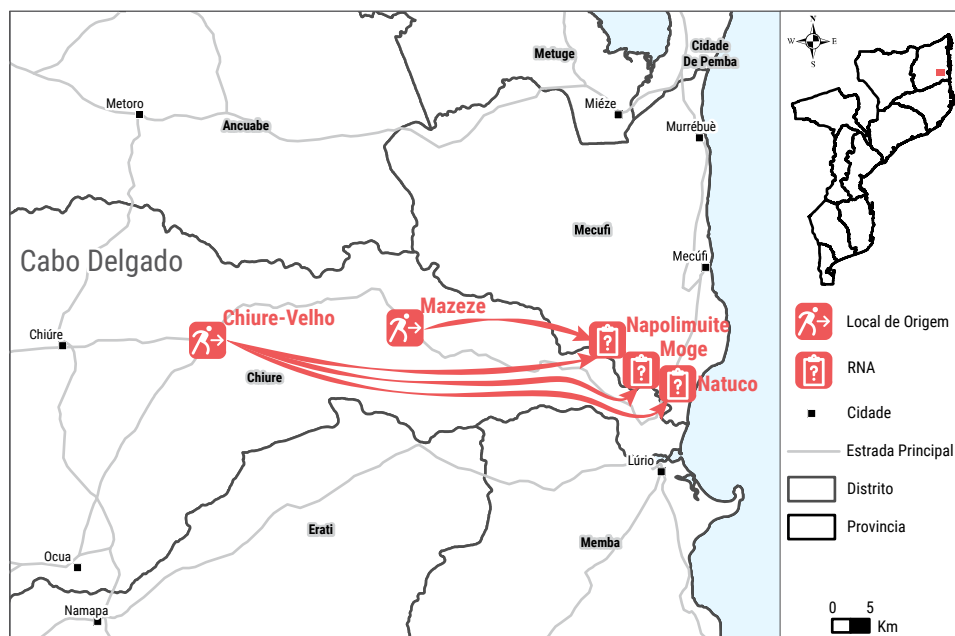 Metuge
Cidade
De Pemba
Metoro
Miéze
Ancuabe
Murrébuè
Mecufi
Cabo Delgado
Mecúfi
Mazeze
Chiure-Velho
Napolimuite
Chiúre
Moge
Chiure
Natuco
Lúrio
Erati
Memba
Ocua
Namapa
N
W
E
S
Local de Origem
RNA
Cidade
Estrada Principal
Distrito
Provincia
0 5
Km